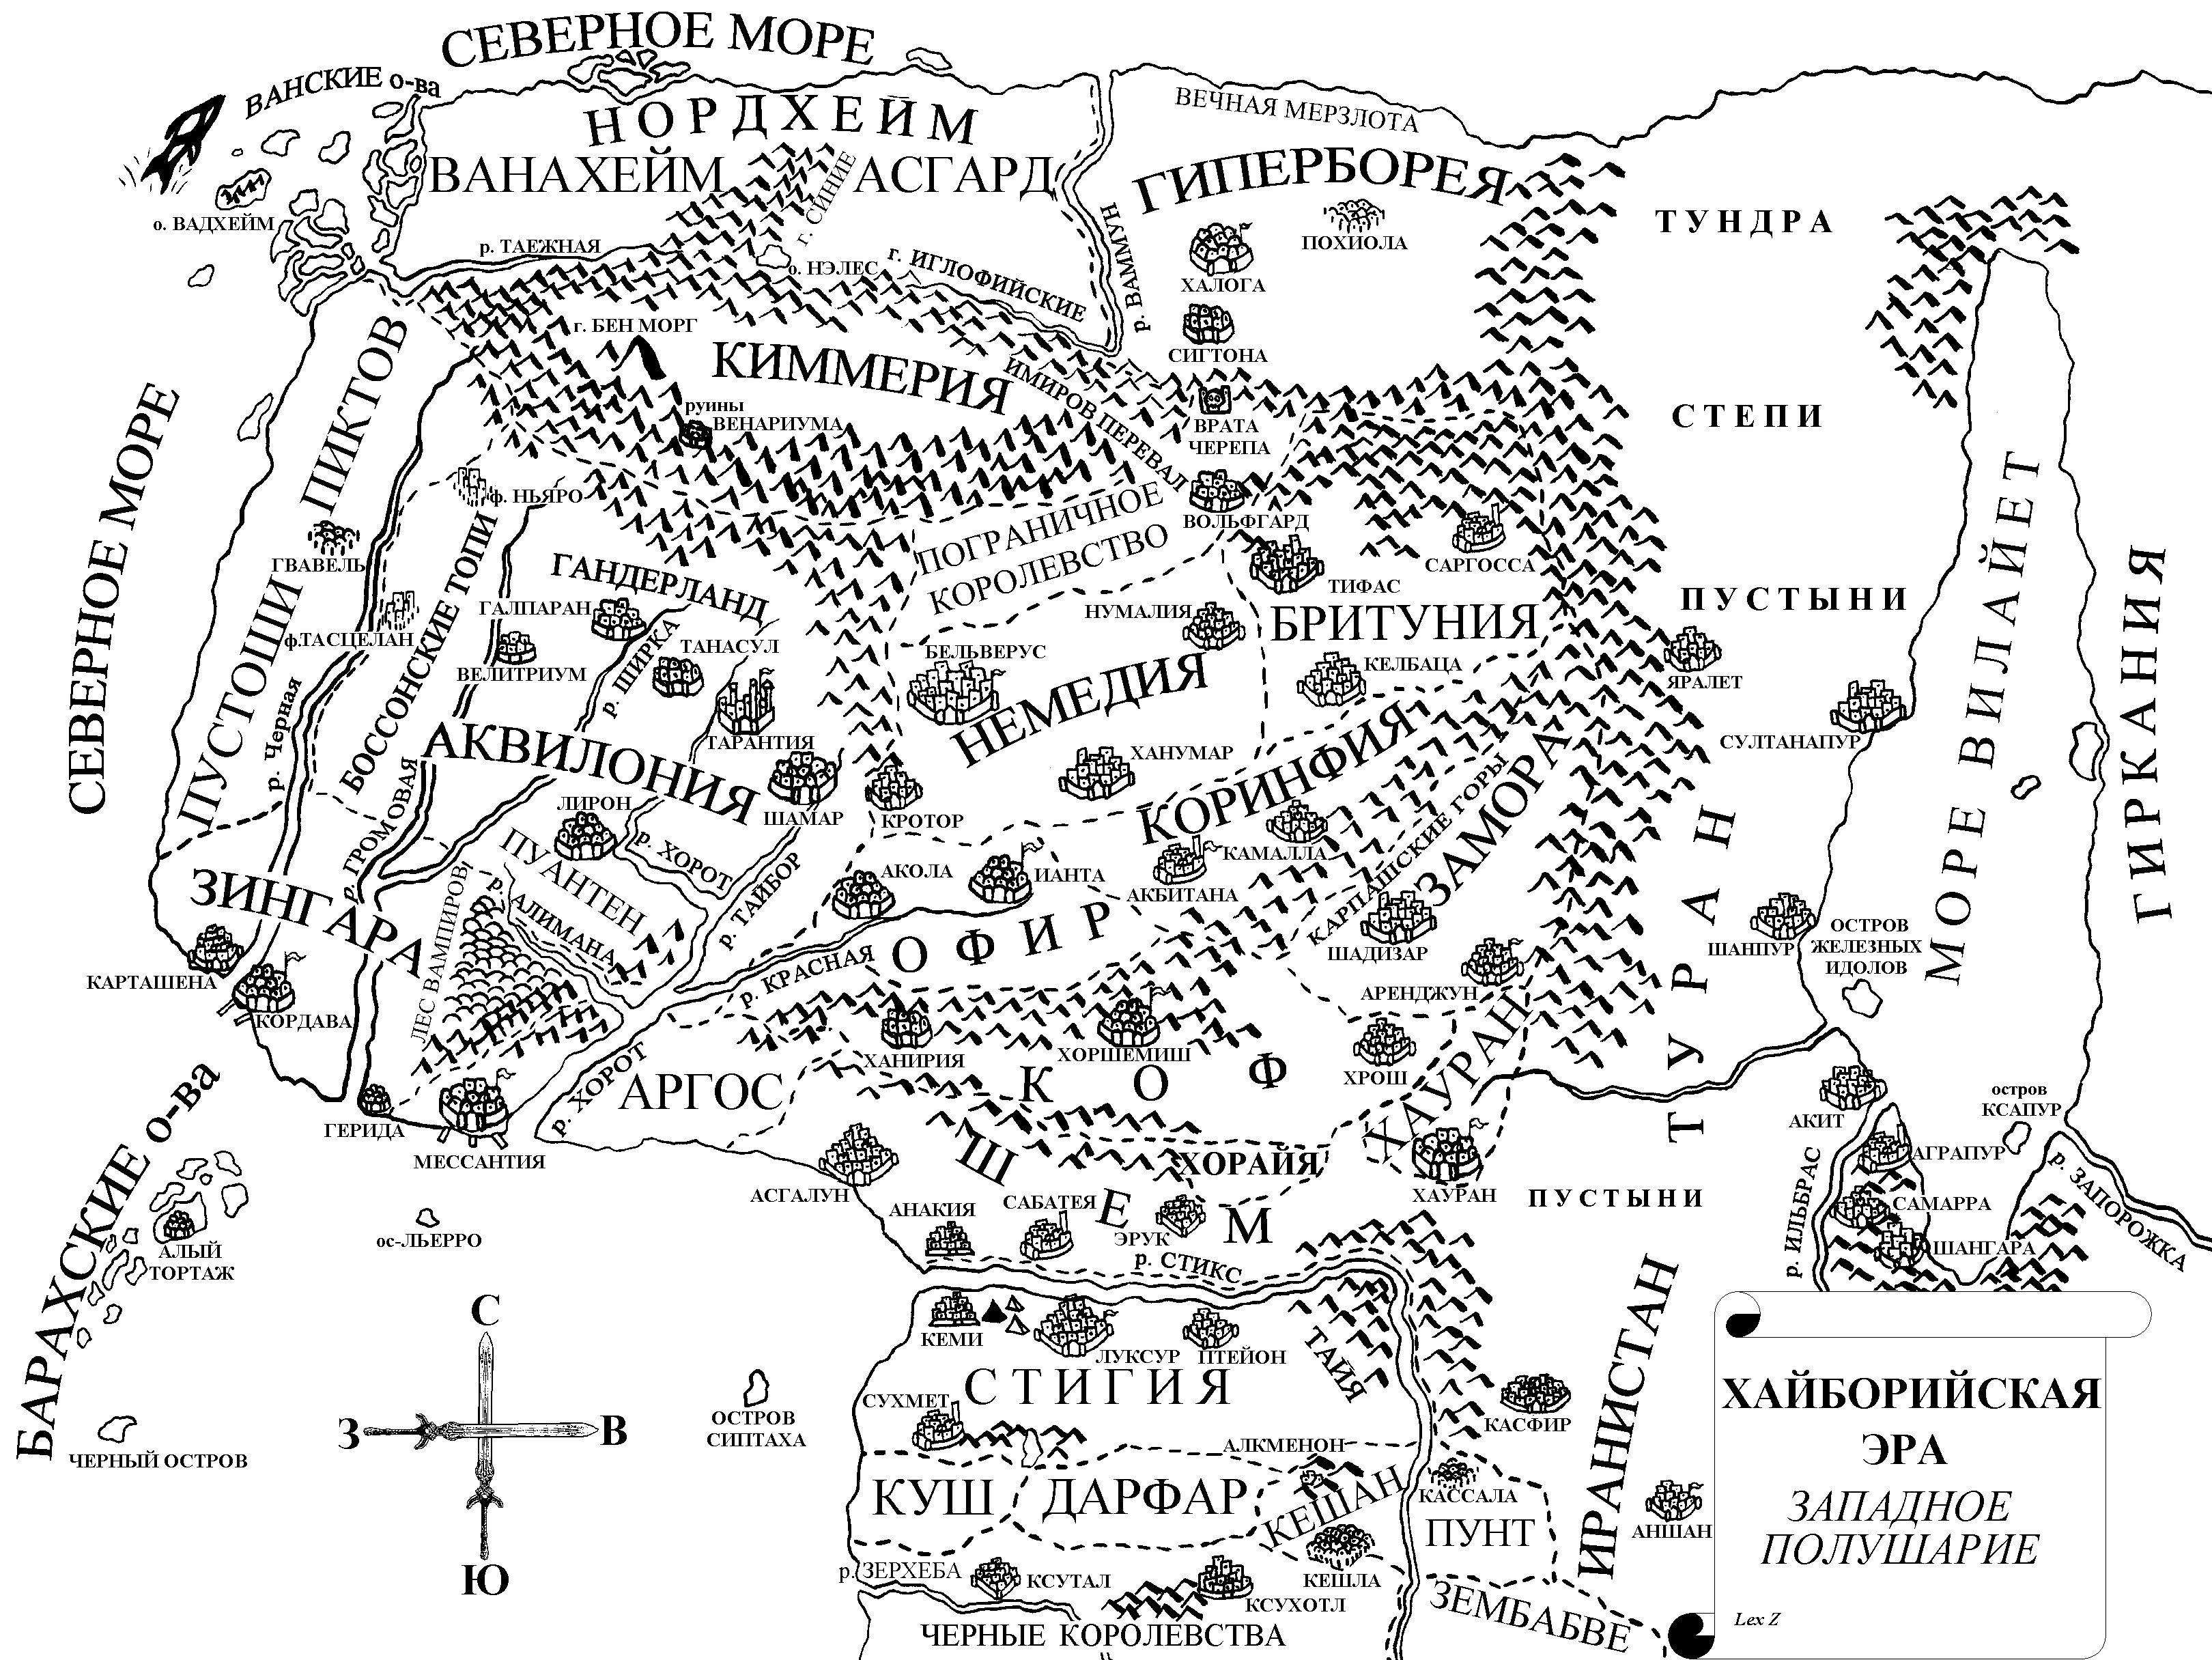 СЕВЕРНОЕ МОРЕ
ВАНСКИЕ о-ва
НОРДХЕЙМ
ВЕЧНАЯ МЕРЗЛОТА
ВАНАХЕЙМ
г. СИНИЕ
АСГАРД
ГИПЕРБОРЕЯ
о. ВАДХЕЙМ
р. ТАЕЖНАЯ
о. НЭЛЕС
г. ИГЛОФИЙСКИЕ
р. ВАММУН
ХАЛОГА
ПОХИОЛА
ТУНДРА
г. БЕН МОРГ
КИММЕРИЯ
СИГТОНА
ИМИРОВ ПЕРЕВАЛ
руины
ВЕНАРИУМА
ВРАТА
ЧЕРЕПА
СТЕПИ
СЕВЕРНОЕ МОРЕ
ПУСТОШИ ПИКТОВ
ф. НЬЯРО
ПОГРАНИЧНОЕ
КОРОЛЕВСТВО
ВОЛЬФГАРД
САРГОССА
ГВАВЕЛЬ
БОССОНСКИЕ ТОПИ
ГАНДЕРЛАНД
ТИФАС
ПУСТЫНИ
МОРЕ ВИЛАЙЕТ
ГИРКАНИЯ
ф.ТАСЦЕЛАН
ГАЛПАРАН
НУМАЛИЯ
БРИТУНИЯ
ВЕЛИТРИУМ
р. ШИРКА
ТАНАСУЛ
БЕЛЬВЕРУС
КЕЛБАЦА
ЯРАЛЕТ
р. Черная
ТАРАНТИЯ
НЕМЕДИЯ
СУЛТАНАПУР
АКВИЛОНИЯ
ХАНУМАР
КОРИНФИЯ
р. ГРОМОВАЯ
ЛИРОН
ШАМАР
КРОТОР
КАМАЛЛА
КАРПАШСКИЕ ГОРЫ
ЗАМОРА
ТУРАН
ПУАНТЕН
р. ХОРОТ
р. ТАЙБОР
АКОЛА
ИАНТА
АКБИТАНА
ЗИНГАРА
ЛЕС ВАМПИРОВ
р. АЛИМАНА
ОФИР
р. КРАСНАЯ
ШАДИЗАР
ШАНПУР
ОСТРОВ
ЖЕЛЕЗНЫХ
ИДОЛОВ
КАРТАШЕНА
КОРДАВА
АРЕНДЖУН
ХАНИРИЯ
ХОРШЕМИШ
ХРОШ
ХАУРАН
р. ХОРОТ
АРГОС
КОФ
БАРАХСКИЕ о-ва
ГЕРИДА
МЕССАНТИЯ
АКИТ
остров
КСАПУР
АСГАЛУН
ШЕМ
ХОРАЙЯ
ХАУРАН
ПУСТЫНИ
АГРАПУР
р. ИЛЬБРАС
р. ЗАПОРОЖКА
АНАКИЯ
САБАТЕЯ
ЭРУК
САМАРРА
ШАНГАРА
АЛЫЙ
ТОРТАЖ
ос-ЛЬЕРРО
р. СТИКС
С
З
В
Ю
КЕМИ
ЛУКСУР
ПТЕЙОН
ТАЙЯ
ИРАНИСТАН
СТИГИЯ
СУХМЕТ
КАСФИР
ЧЕРНЫЙ ОСТРОВ
ОСТРОВ
СИПТАХА
АЛКМЕНОН
КУШ
ДАРФАР
КЕШАН
КАССАЛА
ПУНТ
АНШАН
р. ЗЕРХЕБА
КСУТАЛ
КСУХОТЛ
КЕШЛА
ЗЕМБАБВЕ
ЧЕРНЫЕ КОРОЛЕВСТВА
ХАЙБОРИЙСКАЯ
ЭРА
ЗАПАДНОЕ
ПОЛУШАРИЕ
Lex Z